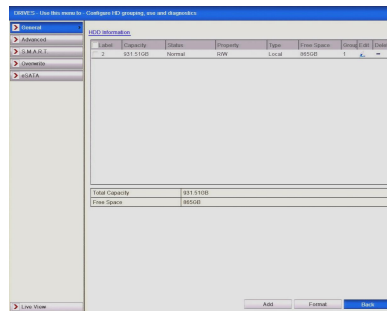 DRIVES - Use this menu to - Configure HD grouping, use and diagnostics
General
Advanced
S.M.A.R.T.
Overwrite
eSATA
Live View
HDD Information
Label Capacity Status Property Type Free Space Group Edit Delete
931.51GB Normal R/W Local 865GB 1
Total Capacity 931.51GB
Free Space 865GB
Add Format Back